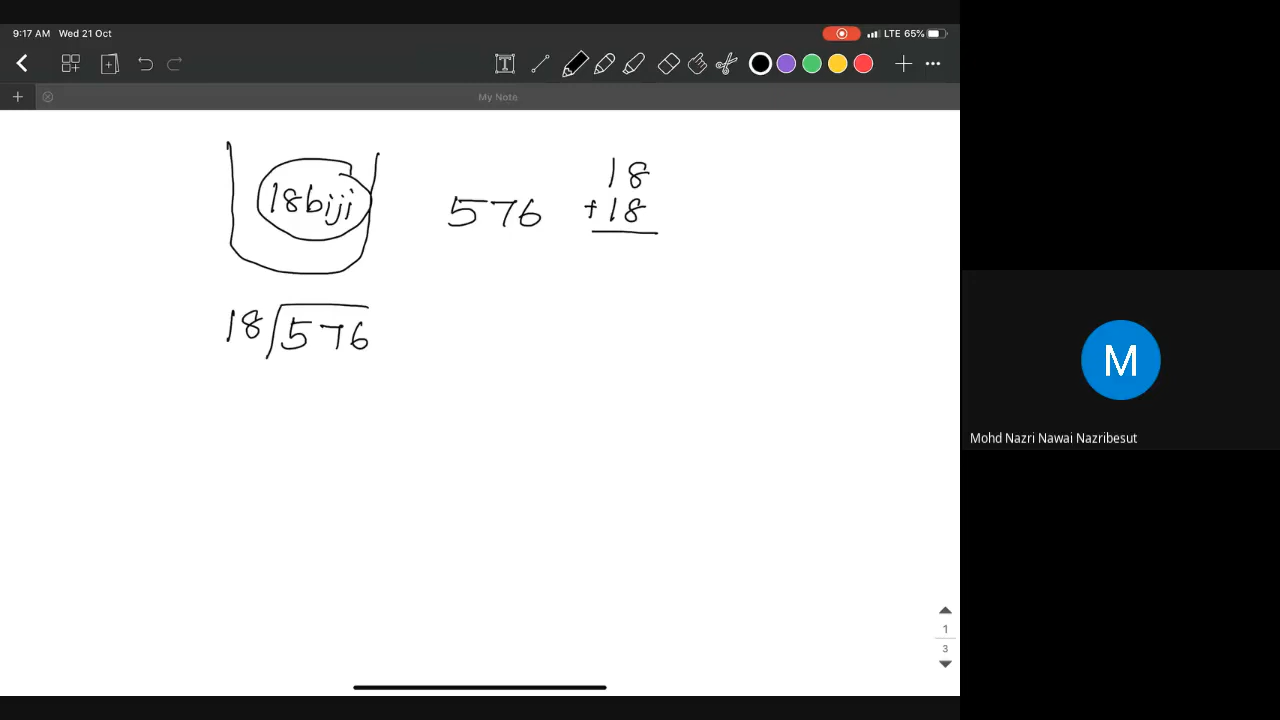 9:17 AM Wed 21 Oct
LTE 65%
T
My Note
18biji
576
18
+18
18 576
M
Mohd Nazri Nawai Nazribesut
1
3